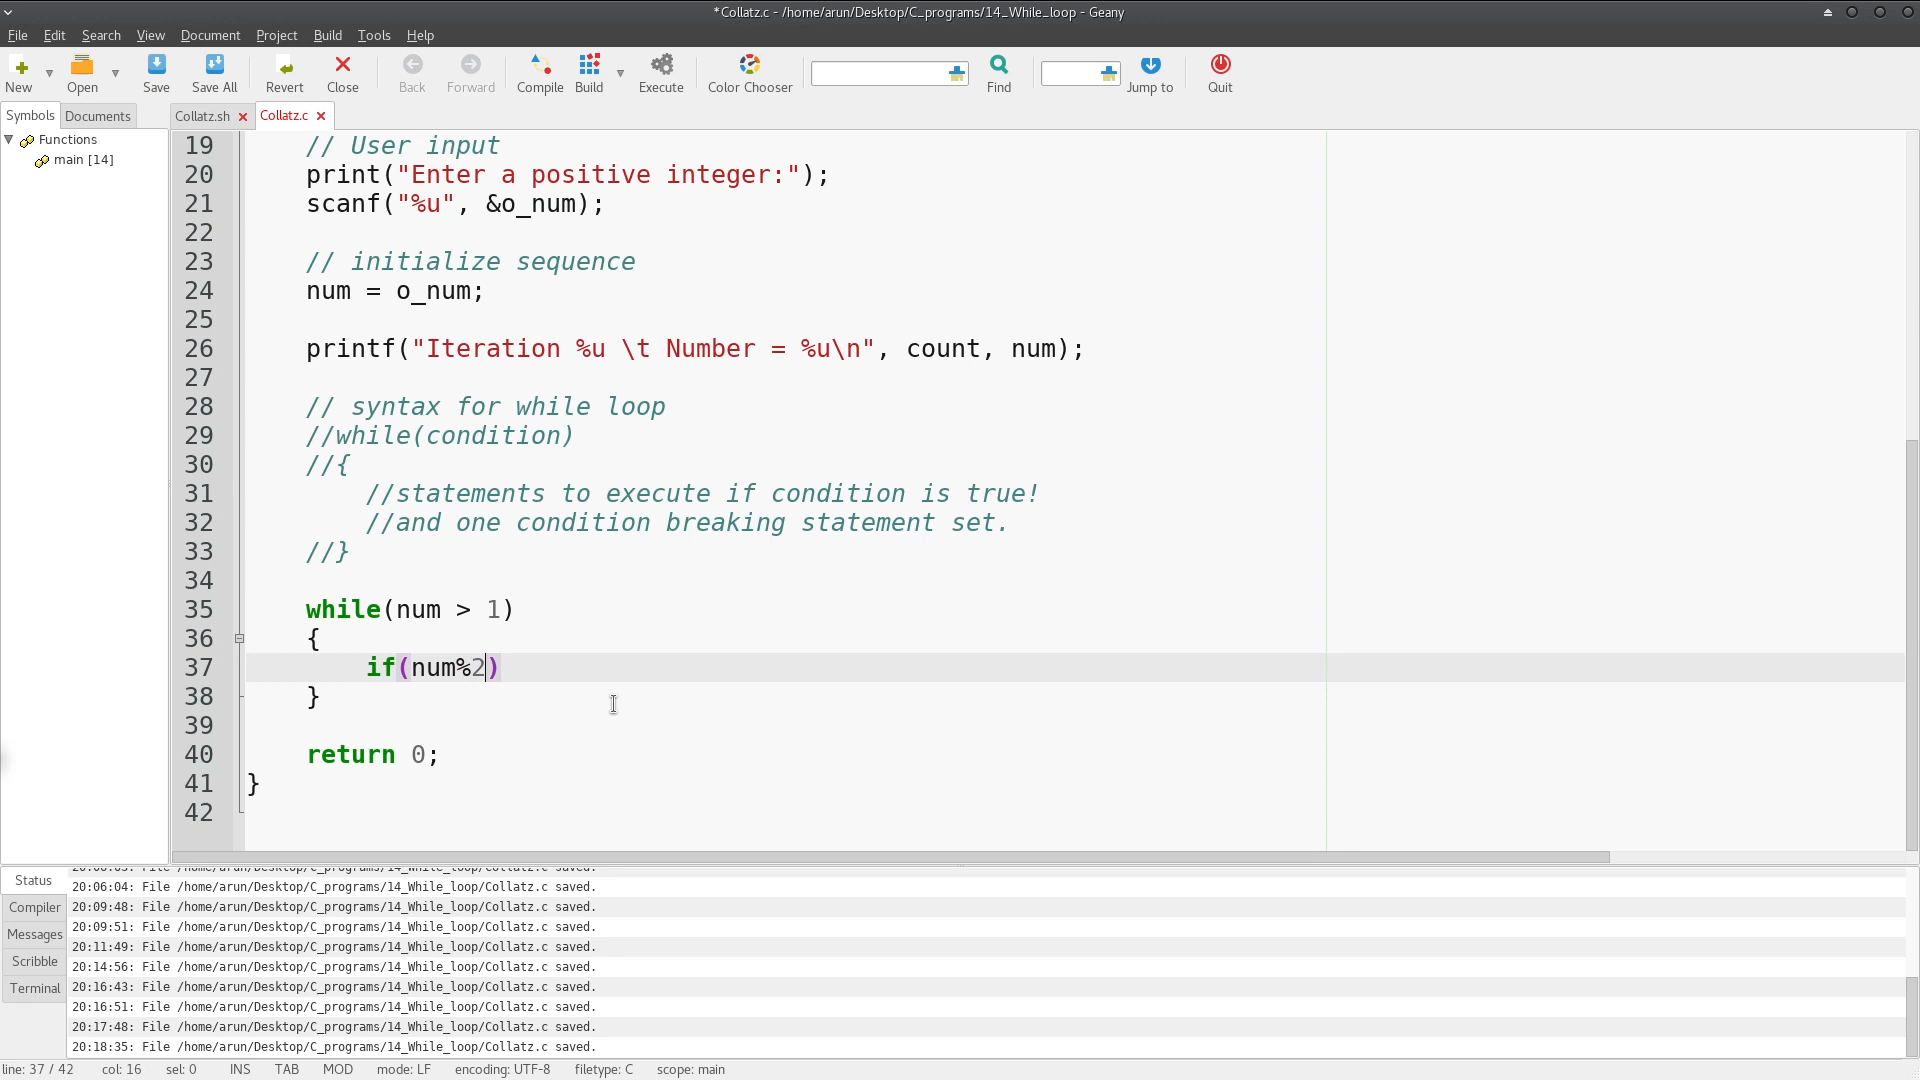 *Collatz.c - /home/arun/Desktop/C_programs/14_While_loop - Geany
File Edit Search View Document Project Build Tools Help
New Open Save Save All Revert Close Back Forward Compile Build Execute Color Chooser Find Jump to Quit
Symbols Documents
Collatz.sh Collatz.c
Functions
main [14]
19 // User input
20 print("Enter a positive integer:");
21 scanf("%u", &o_num);
22
23 // initialize sequence
24 num = o_num;
25
26 printf("Iteration %u \t Number = %u\n", count, num);
27
28 // syntax for while loop
29 //while(condition)
30 //{
31 //statements to execute if condition is true!
32 //and one condition breaking statement set.
33 //}
34
35 while(num > 1)
36 {
37 if(num%2)
38 }
39
40 return 0;
41 }
42
Status
Compiler
Messages
Scribble
Terminal
20:06:04: File /home/arun/Desktop/C_programs/14_While_loop/Collatz.c saved.
20:09:48: File /home/arun/Desktop/C_programs/14_While_loop/Collatz.c saved.
20:09:51: File /home/arun/Desktop/C_programs/14_While_loop/Collatz.c saved.
20:11:49: File /home/arun/Desktop/C_programs/14_While_loop/Collatz.c saved.
20:14:56: File /home/arun/Desktop/C_programs/14_While_loop/Collatz.c saved.
20:16:43: File /home/arun/Desktop/C_programs/14_While_loop/Collatz.c saved.
20:16:51: File /home/arun/Desktop/C_programs/14_While_loop/Collatz.c saved.
20:17:48: File /home/arun/Desktop/C_programs/14_While_loop/Collatz.c saved.
20:18:35: File /home/arun/Desktop/C_programs/14_While_loop/Collatz.c saved.
line: 37 / 42 col: 16 sel: 0 INS TAB MOD mode: LF encoding: UTF-8 filetype: C scope: main